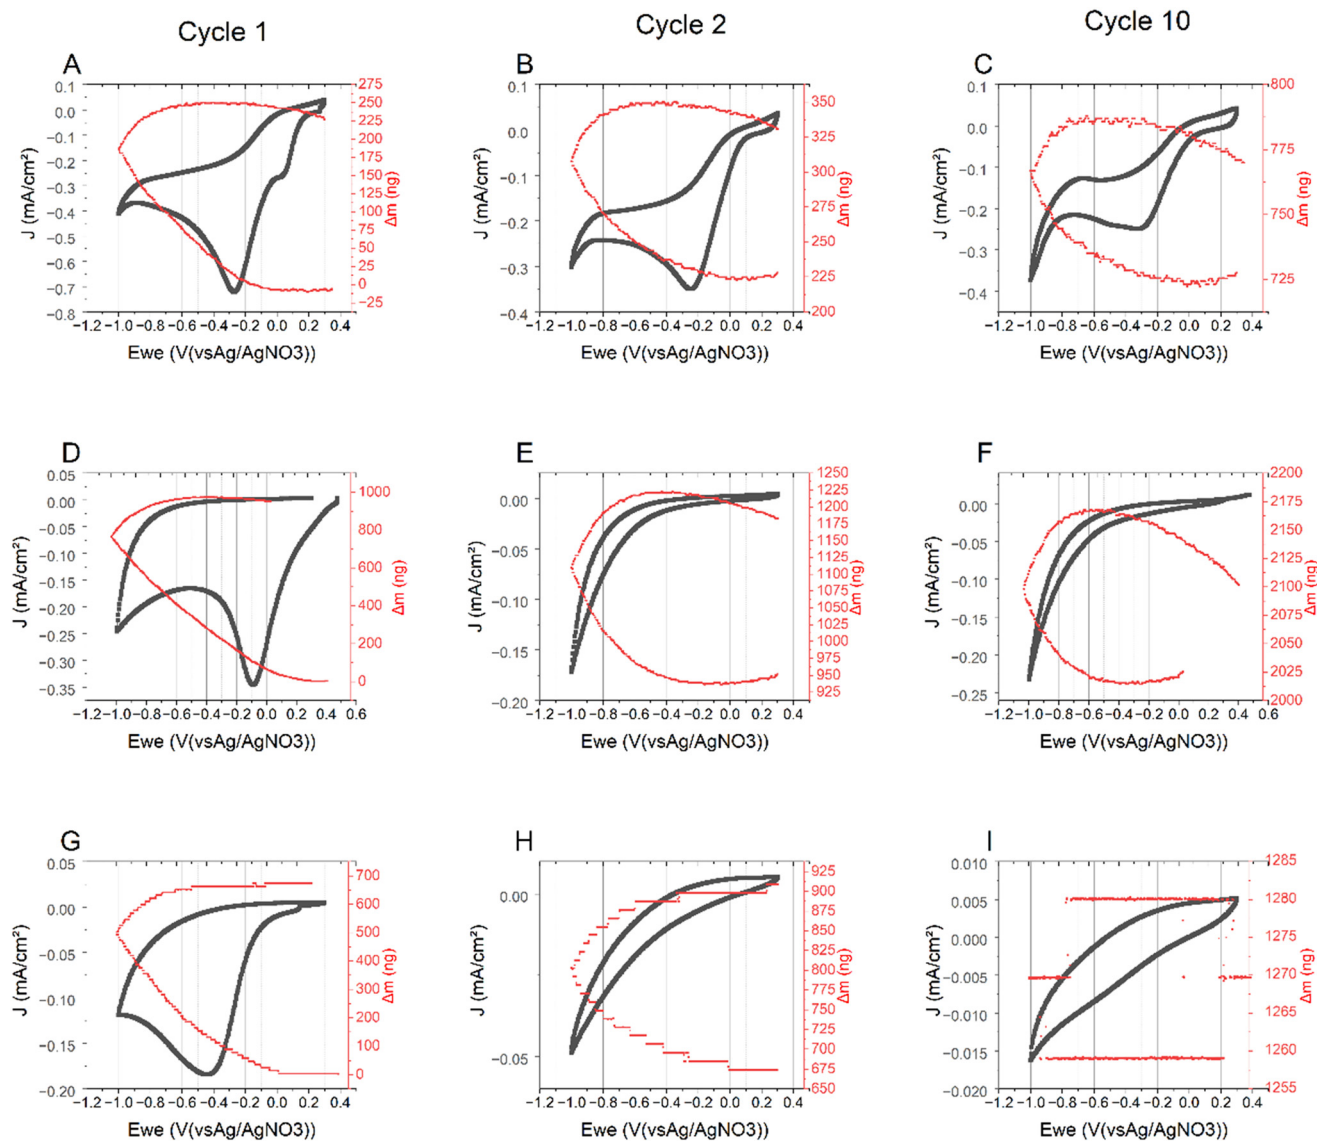 Cycle 1
Cycle 2
Cycle 10
A
0.1
0.0
−0.1
−0.2
−0.3
−0.4
−0.5
−0.6
−0.7
−0.8
J (mA/cm²)
275
250
225
200
175
150
125
100
75
50
25
0
−25
Δm (ng)
−1.2 −1.0 −0.8 −0.6 −0.4 −0.2 0.0 0.2 0.4
Ewe (V(vsAg/AgNO3))
B
0.1
0.0
−0.1
−0.2
−0.3
−0.4
J (mA/cm²)
350
300
250
225
200
Δm (ng)
−1.2 −1.0 −0.8 −0.6 −0.4 −0.2 0.0 0.2 0.4
Ewe (V(vsAg/AgNO3))
C
0.1
0.0
−0.1
−0.2
−0.3
−0.4
J (mA/cm²)
800
775
750
725
Δm (ng)
−1.2 −1.0 −0.8 −0.6 −0.4 −0.2 0.0 0.2 0.4
Ewe (V(vsAg/AgNO3))
D
0.05
0.00
−0.05
−0.10
−0.15
−0.20
−0.25
−0.30
−0.35
J (mA/cm²)
1000
800
600
400
200
0
Δm (ng)
−1.2 −1.0 −0.8 −0.6 −0.4 −0.2 0.0 0.2 0.4 0.6
Ewe (V(vsAg/AgNO3))
E
0.00
−0.05
−0.10
−0.15
−0.20
J (mA/cm²)
1250
1225
1200
1175
1150
1125
1100
1075
1050
1025
1000
975
950
925
Δm (ng)
−1.2 −1.0 −0.8 −0.6 −0.4 −0.2 0.0 0.2 0.4
Ewe (V(vsAg/AgNO3))
F
0.05
0.00
−0.05
−0.10
−0.15
−0.20
−0.25
J (mA/cm²)
2200
2175
2150
2125
2100
2075
2050
2025
2000
Δm (ng)
−1.2 −1.0 −0.8 −0.6 −0.4 −0.2 0.0 0.2 0.4 0.6
Ewe (V(vsAg/AgNO3))
G
0.05
0.00
−0.05
−0.10
−0.15
−0.20
J (mA/cm²)
700
600
500
400
300
200
100
0
Δm (ng)
−1.2 −1.0 −0.8 −0.6 −0.4 −0.2 0.0 0.2 0.4
Ewe (V(vsAg/AgNO3))
H
0.00
−0.05
J (mA/cm²)
925
900
875
850
825
800
775
750
725
700
675
650
Δm (ng)
−1.2 −1.0 −0.8 −0.6 −0.4 −0.2 0.0 0.2 0.4
Ewe (V(vsAg/AgNO3))
I
0.010
0.005
0.000
−0.005
−0.010
−0.015
−0.020
J (mA/cm²)
1285
1280
1270
1265
1260
1255
Δm (ng)
−1.2 −1.0 −0.8 −0.6 −0.4 −0.2 0.0 0.2 0.4
Ewe (V(vsAg/AgNO3))